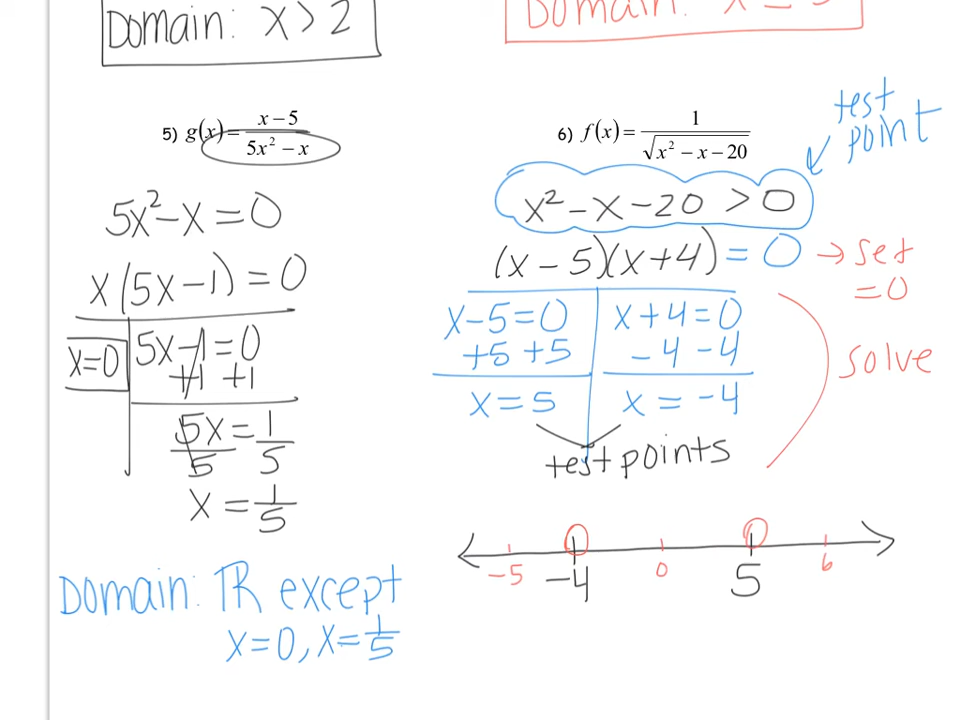 Domain: x > 2
Domain: x
5) g(x) = x − 5 / 5x² − x
5x² − x = 0
x(5x − 1) = 0
x = 0
5x − 1 = 0
+1 +1
5x = 1
5 5
x = 1/5
Domain: ℝ except
x = 0, x = 1/5
6) f(x) = 1 / √x² − x − 20
test
point
x² − x − 20 > 0
(x − 5)(x + 4) = 0 → set
= 0
x − 5 = 0 x + 4 = 0
+5 +5 −4 −4
solve
x = 5 x = −4
test points
−5 −4 0 5 6